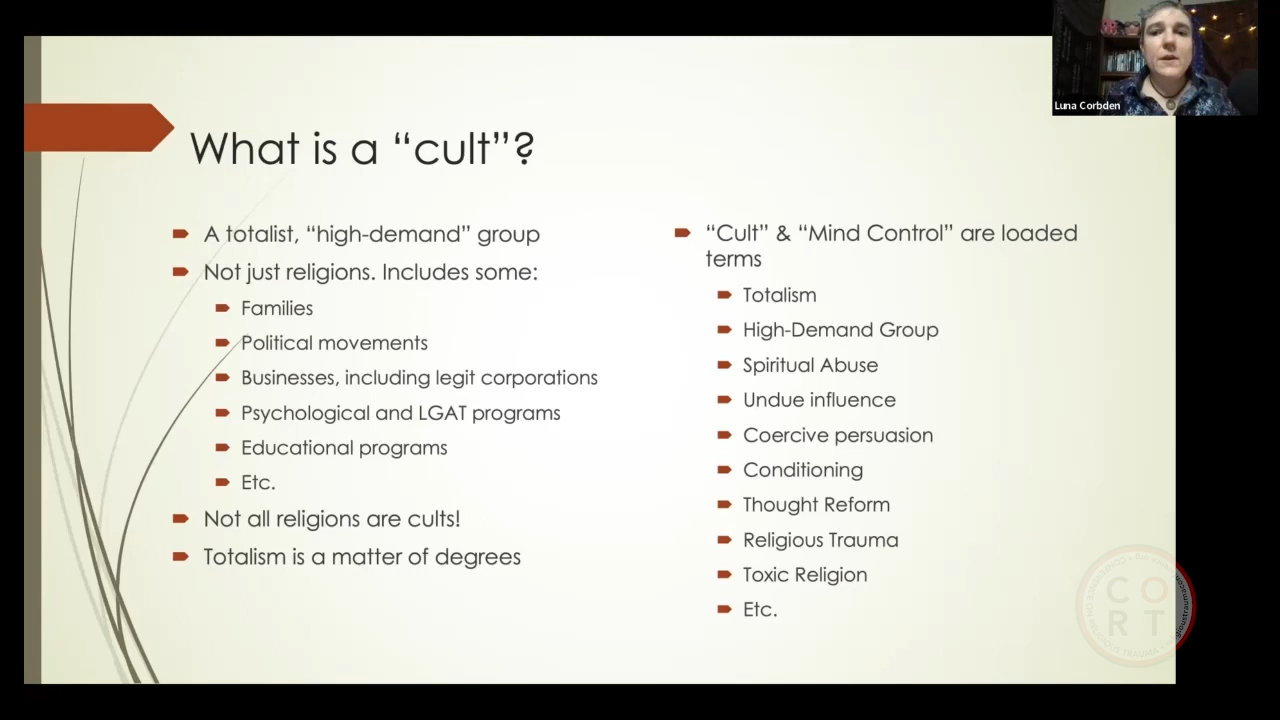 Luna Corbden
What is a “cult”?
A totalist, “high-demand” group
Not just religions. Includes some:
Families
Political movements
Businesses, including legit corporations
Psychological and LGAT programs
Educational programs
Etc.
Not all religions are cults!
Totalism is a matter of degrees
“Cult” & “Mind Control” are loaded
terms
Totalism
High-Demand Group
Spiritual Abuse
Undue influence
Coercive persuasion
Conditioning
Thought Reform
Religious Trauma
Toxic Religion
Etc.
CO
RT